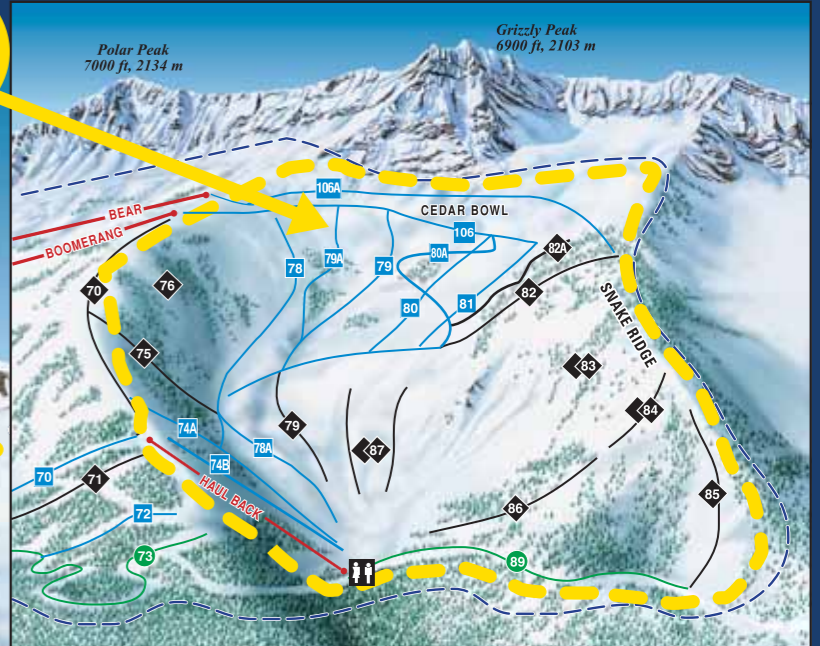 Grizzly Peak
6900 ft, 2103 m
Polar Peak
7000 ft, 2134 m
106A
BEAR
CEDAR BOWL
BOOMERANG
106
82A
80A
78
79A
79
70
76
82
81
80
SNAKE RIDGE
75
83
84
74A
79
78A
87
74B
70
71
HAUL BACK
85
86
72
73
89